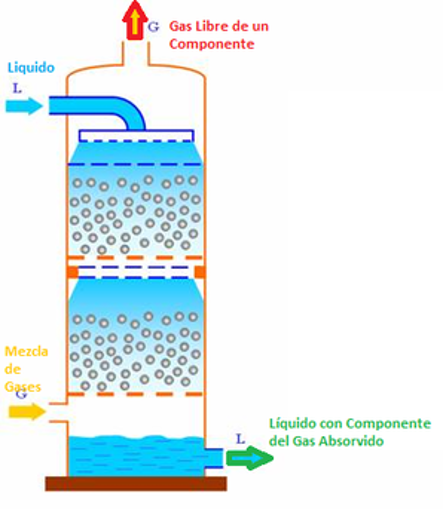 G Gas Libre de un
Componente
Liquido
L
Mezcla
de
Gases
G
Líquido con Componente
del Gas Absorvido
L